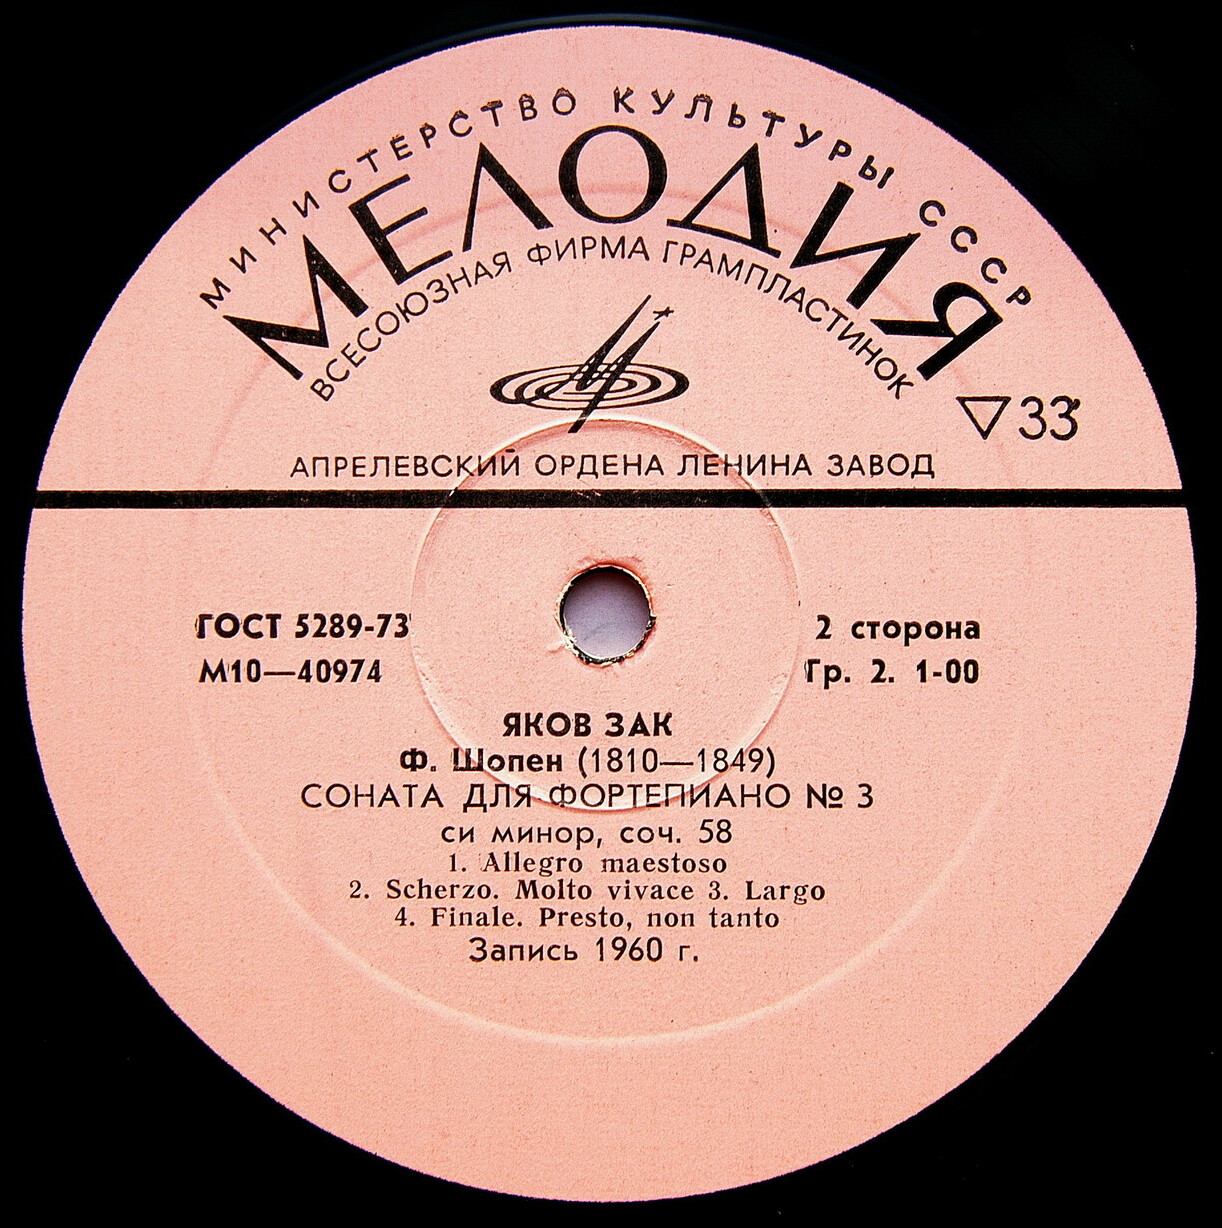 МИНИСТЕРСТВО КУЛЬТУРЫ СССР
МЕЛОДИЯ
ВСЕСОЮЗНАЯ ФИРМА ГРАМПЛАСТИНОК
33
АПРЕЛЕВСКИЙ ОРДЕНА ЛЕНИНА ЗАВОД
ГОСТ 5289-73
2 сторона
М10—40974
Гр. 2. 1-00
ЯКОВ ЗАК
Ф. Шопен (1810—1849)
СОНАТА ДЛЯ ФОРТЕПИАНО № 3
си минор, соч. 58
1. Allegro maestoso
2. Scherzo. Molto vivace 3. Largo
4. Finale. Presto, non tanto
Запись 1960 г.